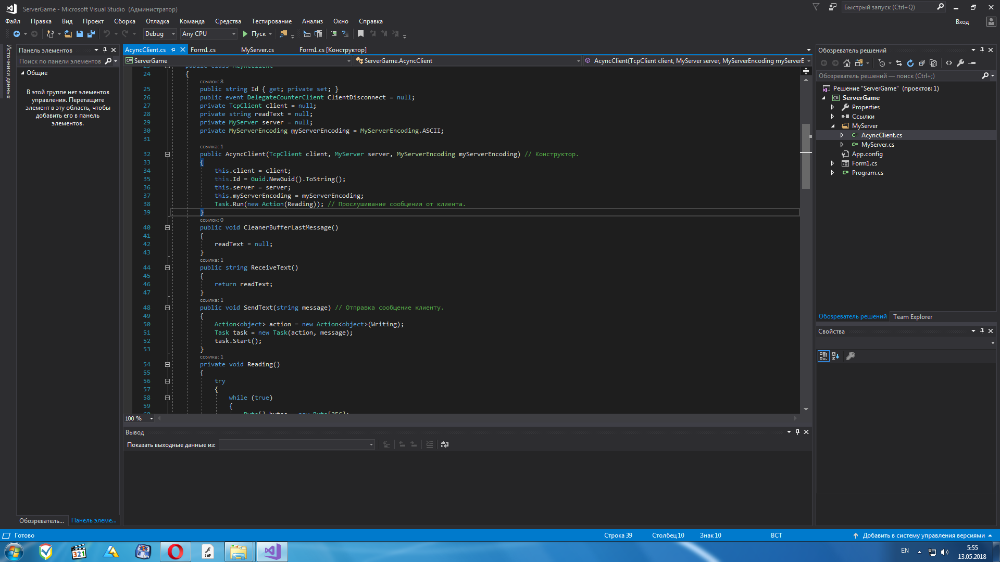 ServerGame - Microsoft Visual Studio (Администратор)
Быстрый запуск (Ctrl+Q)
Файл Правка Вид Проект Сборка Отладка Команда Средства Тестирование Анализ Окно Справка
Вход
Debug Any CPU Пуск
Источники данных
Панель элементов
Поиск по панели элементов
Общие
В этой группе нет элементов
управления. Перетащите
элемент в эту область, чтобы
добавить его в панель
элементов.
Обозреватель...
Панель элеме...
AcyncClient.cs Form1.cs MyServer.cs Form1.cs [Конструктор]
ServerGame ServerGame.AcyncClient AcyncClient(TcpClient client, MyServer server, MyServerEncoding myServerE
24 {
ссылок: 8
25 public string Id { get; private set; }
26 public event DelegateCounterClient ClientDisconnect = null;
27 private TcpClient client = null;
28 private string readText = null;
29 private MyServer server = null;
30 private MyServerEncoding myServerEncoding = MyServerEncoding.ASCII;
31
ссылка: 1
32 public AcyncClient(TcpClient client, MyServer server, MyServerEncoding myServerEncoding) // Конструктор.
33 {
34 this.client = client;
35 this.Id = Guid.NewGuid().ToString();
36 this.server = server;
37 this.myServerEncoding = myServerEncoding;
38 Task.Run(new Action(Reading)); // Прослушивание сообщения от клиента.
39 }
ссылок: 0
40 public void CleanerBufferLastMessage()
41 {
42 readText = null;
43 }
ссылка: 1
44 public string ReceiveText()
45 {
46 return readText;
47 }
ссылка: 1
48 public void SendText(string message) // Отправка сообщение клиенту.
49 {
50 Action<object> action = new Action<object>(Writing);
51 Task task = new Task(action, message);
52 task.Start();
53 }
ссылка: 1
54 private void Reading()
55 {
56 try
57 {
58 while (true)
59 {
100 %
Вывод
Показать выходные данные из:
Обозреватель решений
Обозреватель решений — поиск (Ctrl+;)
Решение "ServerGame" (проектов: 1)
ServerGame
Properties
Ссылки
MyServer
AcyncClient.cs
MyServer.cs
App.config
Form1.cs
Program.cs
Обозреватель решений Team Explorer
Свойства
Готово
Строка 39 Столбец 10 Знак 10 ВСТ
Добавить в систему управления версиями
321
SWF
EN
5:55
13.05.2018